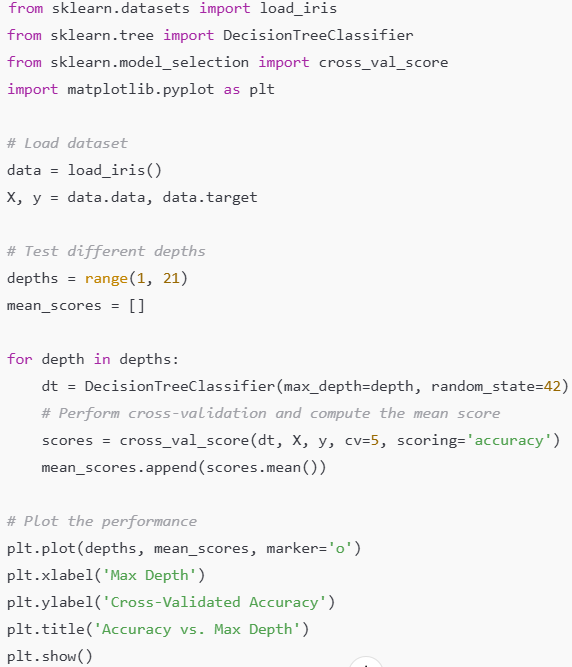 from sklearn.datasets import load_iris
from sklearn.tree import DecisionTreeClassifier
from sklearn.model_selection import cross_val_score
import matplotlib.pyplot as plt
# Load dataset
data = load_iris()
X, y = data.data, data.target
# Test different depths
depths = range(1, 21)
mean_scores = []
for depth in depths:
    dt = DecisionTreeClassifier(max_depth=depth, random_state=42)
    # Perform cross-validation and compute the mean score
    scores = cross_val_score(dt, X, y, cv=5, scoring='accuracy')
    mean_scores.append(scores.mean())
# Plot the performance
plt.plot(depths, mean_scores, marker='o')
plt.xlabel('Max Depth')
plt.ylabel('Cross-Validated Accuracy')
plt.title('Accuracy vs. Max Depth')
plt.show()